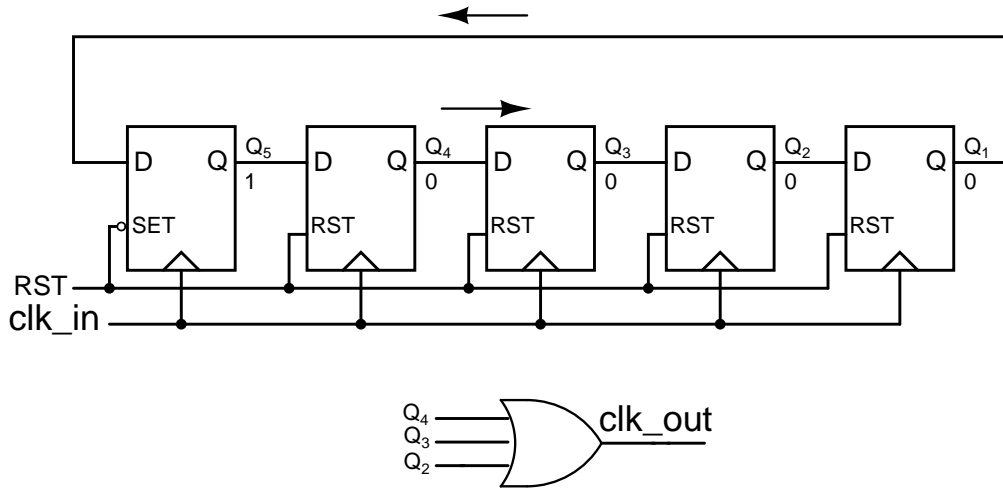 D Q Q₅ D Q Q₄ D Q Q₃ D Q Q₂ D Q Q₁
1 0 0 0 0
SET RST RST RST RST
RST
clk_in
Q₄
Q₃
Q₂
clk_out